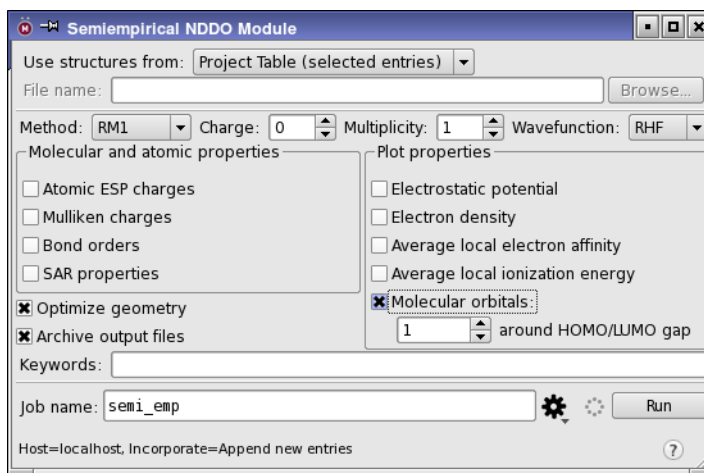 Semiempirical NDDO Module
Use structures from: Project Table (selected entries)
File name: Browse...
Method: RM1 Charge: 0 Multiplicity: 1 Wavefunction: RHF
Molecular and atomic properties
Atomic ESP charges
Mulliken charges
Bond orders
SAR properties
Plot properties
Electrostatic potential
Electron density
Average local electron affinity
Average local ionization energy
Molecular orbitals:
1 around HOMO/LUMO gap
Optimize geometry
Archive output files
Keywords:
Job name: semi_emp Run
Host=localhost, Incorporate=Append new entries ?